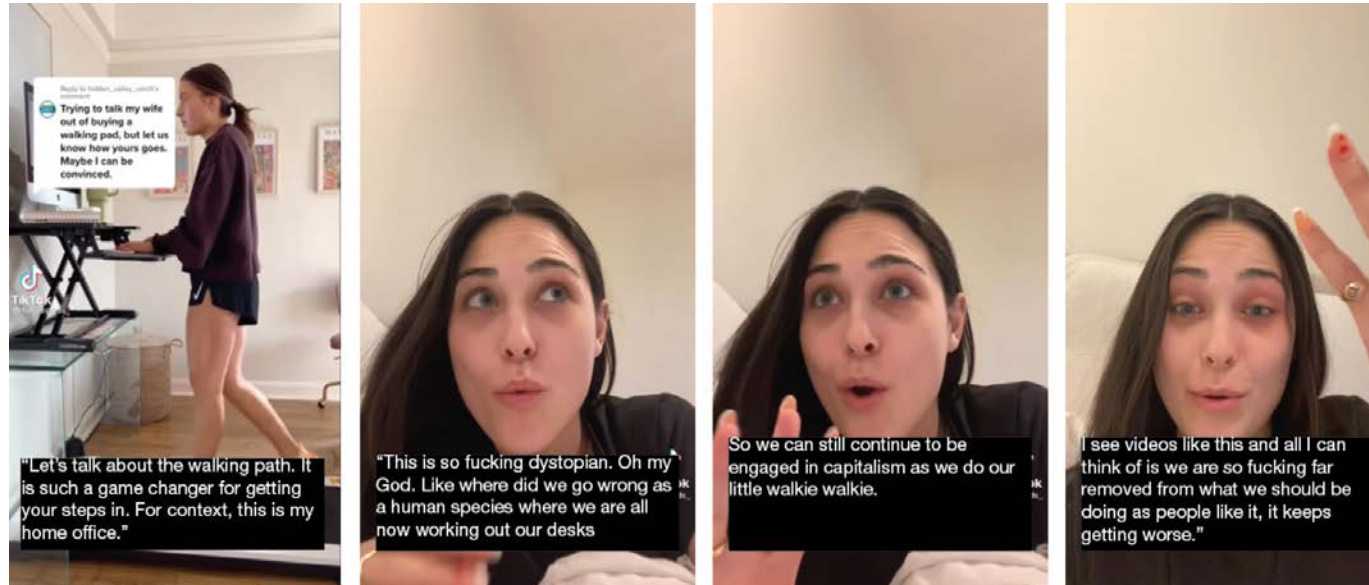 Trying to talk my wife
out of buying a
walking pad, but let us
know how yours goes.
Maybe I can be
convinced.
TikTok
"Let's talk about the walking path. It
is such a game changer for getting
your steps in. For context, this is my
home office."
"This is so fucking dystopian. Oh my
God. Like where did we go wrong as
a human species where we are all
now working out our desks
So we can still continue to be
engaged in capitalism as we do our
little walkie walkie.
I see videos like this and all I can
think of is we are so fucking far
removed from what we should be
doing as people like it, it keeps
getting worse."